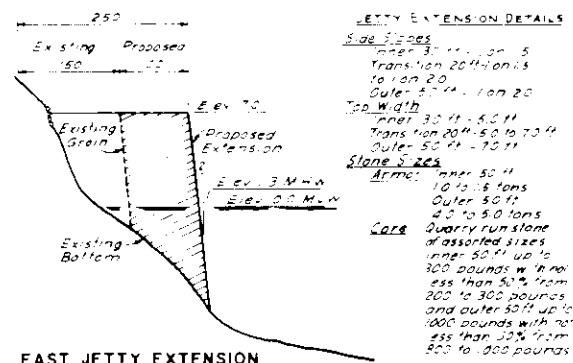 250
Existing Proposed
150
Elev. 7.0
Existing
Groin
Proposed
Extension
2
Elev. 1.3 MHW
Elev. 0.0 MLW
Existing
Bottom
EAST JETTY EXTENSION
JETTY EXTENSION DETAILS
Side Slopes
Inner 30 ft - 1 on 1.5
Transition 20 ft - 1 on 1.5
to 1 on 2.0
Outer 50 ft - 1 on 2.0
Top Width
Inner 30 ft - 5.0 ft
Transition 20 ft - 5.0 to 7.0 ft
Outer 50 ft - 7.0 ft
Stone Sizes
Armor Inner 50 ft
to 1.5 tons
Outer 50 ft
4.0 to 5.0 tons
Core Quarry run stone
of assorted sizes
inner 50 ft up to
300 pounds with not
less than 50% from
200 to 300 pounds
and outer 50 ft up to
1000 pounds with not
less than 50% from
to 1000 pounds